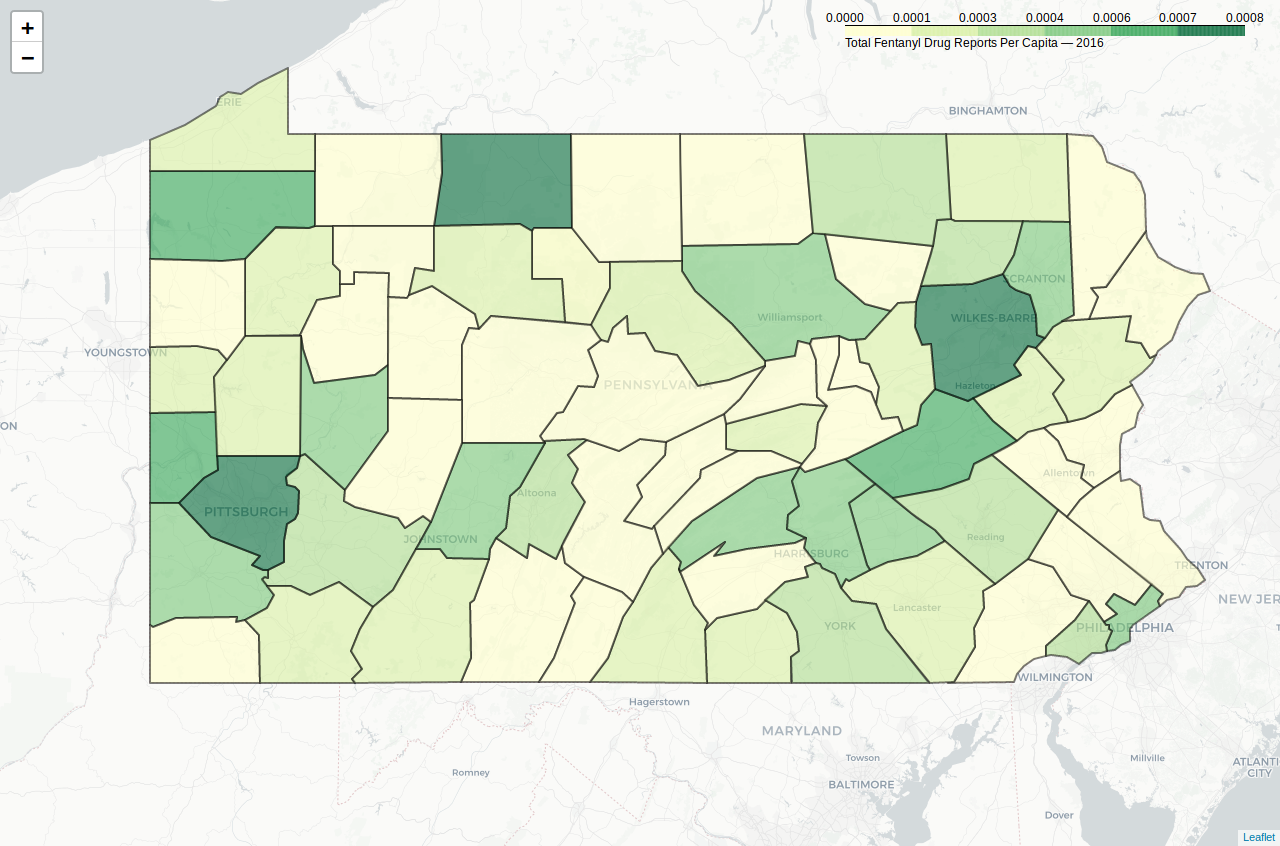 +
−
0.0000 0.0001 0.0003 0.0004 0.0006 0.0007 0.0008
Total Fentanyl Drug Reports Per Capita — 2016
ERIE
BINGHAMTON
SCRANTON
Williamsport
WILKES-BARRE
YOUNGSTOWN
PENNSYLVANIA
Hazleton
ON
Allentown
Altoona
PITTSBURGH
JOHNSTOWN
Reading
HARRISBURG
TRENTON
NEW JER
Lancaster
YORK
PHILADELPHIA
T
WILMINGTON
Hagerstown
MARYLAND
Towson
Millville
ATLANTI
CITY
Romney
BALTIMORE
Dover
Leaflet